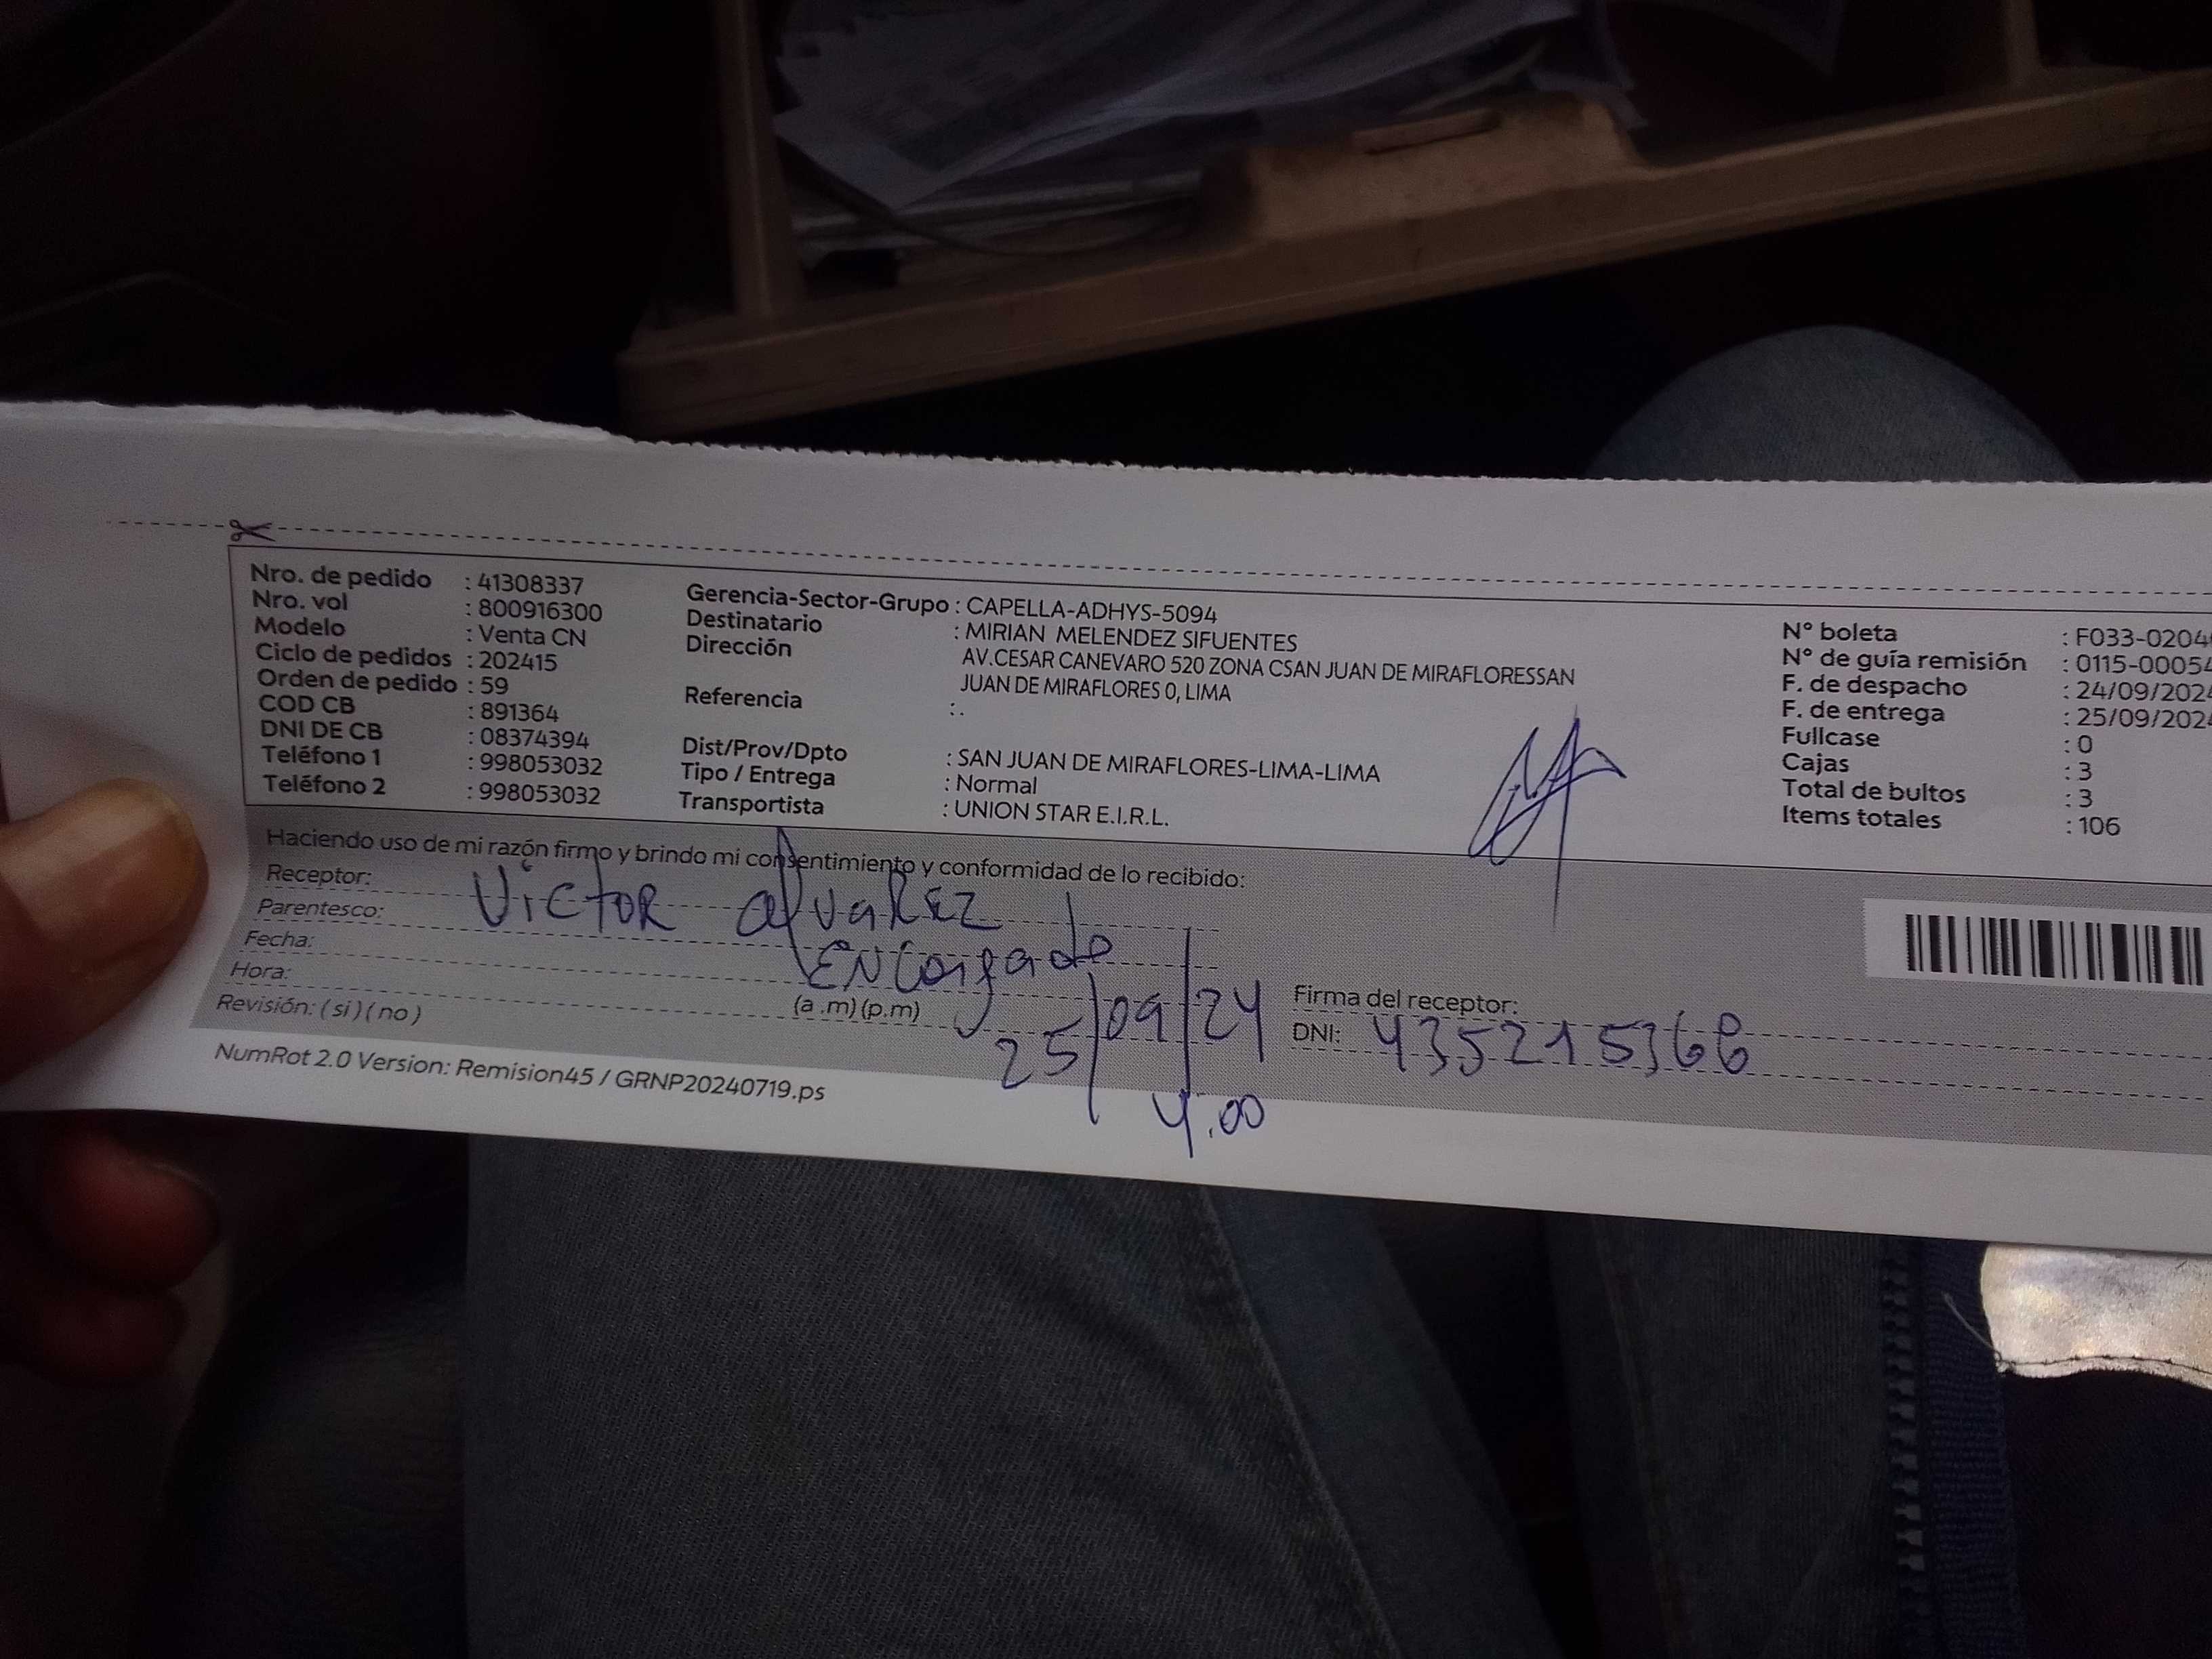 Nro. de pedido : 41308337
Nro. vol : 800916300
Modelo : Venta CN
Ciclo de pedidos : 202415
Orden de pedido : 59
COD CB : 891364
DNI DE CB : 08374394
Teléfono 1 : 998053032
Teléfono 2 : 998053032
Gerencia-Sector-Grupo : CAPELLA-ADHYS-5094
Destinatario : MIRIAN MELENDEZ SIFUENTES
Dirección AV.CESAR CANEVARO 520 ZONA CSAN JUAN DE MIRAFLORESSAN
JUAN DE MIRAFLORES 0, LIMA
Referencia : .
Dist/Prov/Dpto : SAN JUAN DE MIRAFLORES-LIMA-LIMA
Tipo / Entrega : Normal
Transportista : UNION STAR E.I.R.L.
N° boleta : F033-0204
N° de guía remisión : 0115-0005
F. de despacho : 24/09/202
F. de entrega : 25/09/202
Fullcase : 0
Cajas : 3
Total de bultos : 3
Items totales : 106
Haciendo uso de mi razón firmo y brindo mi consentimiento y conformidad de lo recibido:
Receptor: Victor alvaREZ
Parentesco: ENCargado
Fecha: 25/09/24
Hora: (a .m) (p.m) 4.00
Revisión: ( si ) ( no )
Firma del receptor:
DNI:
NumRot 2.0 Version: Remision45 / GRNP20240719.ps